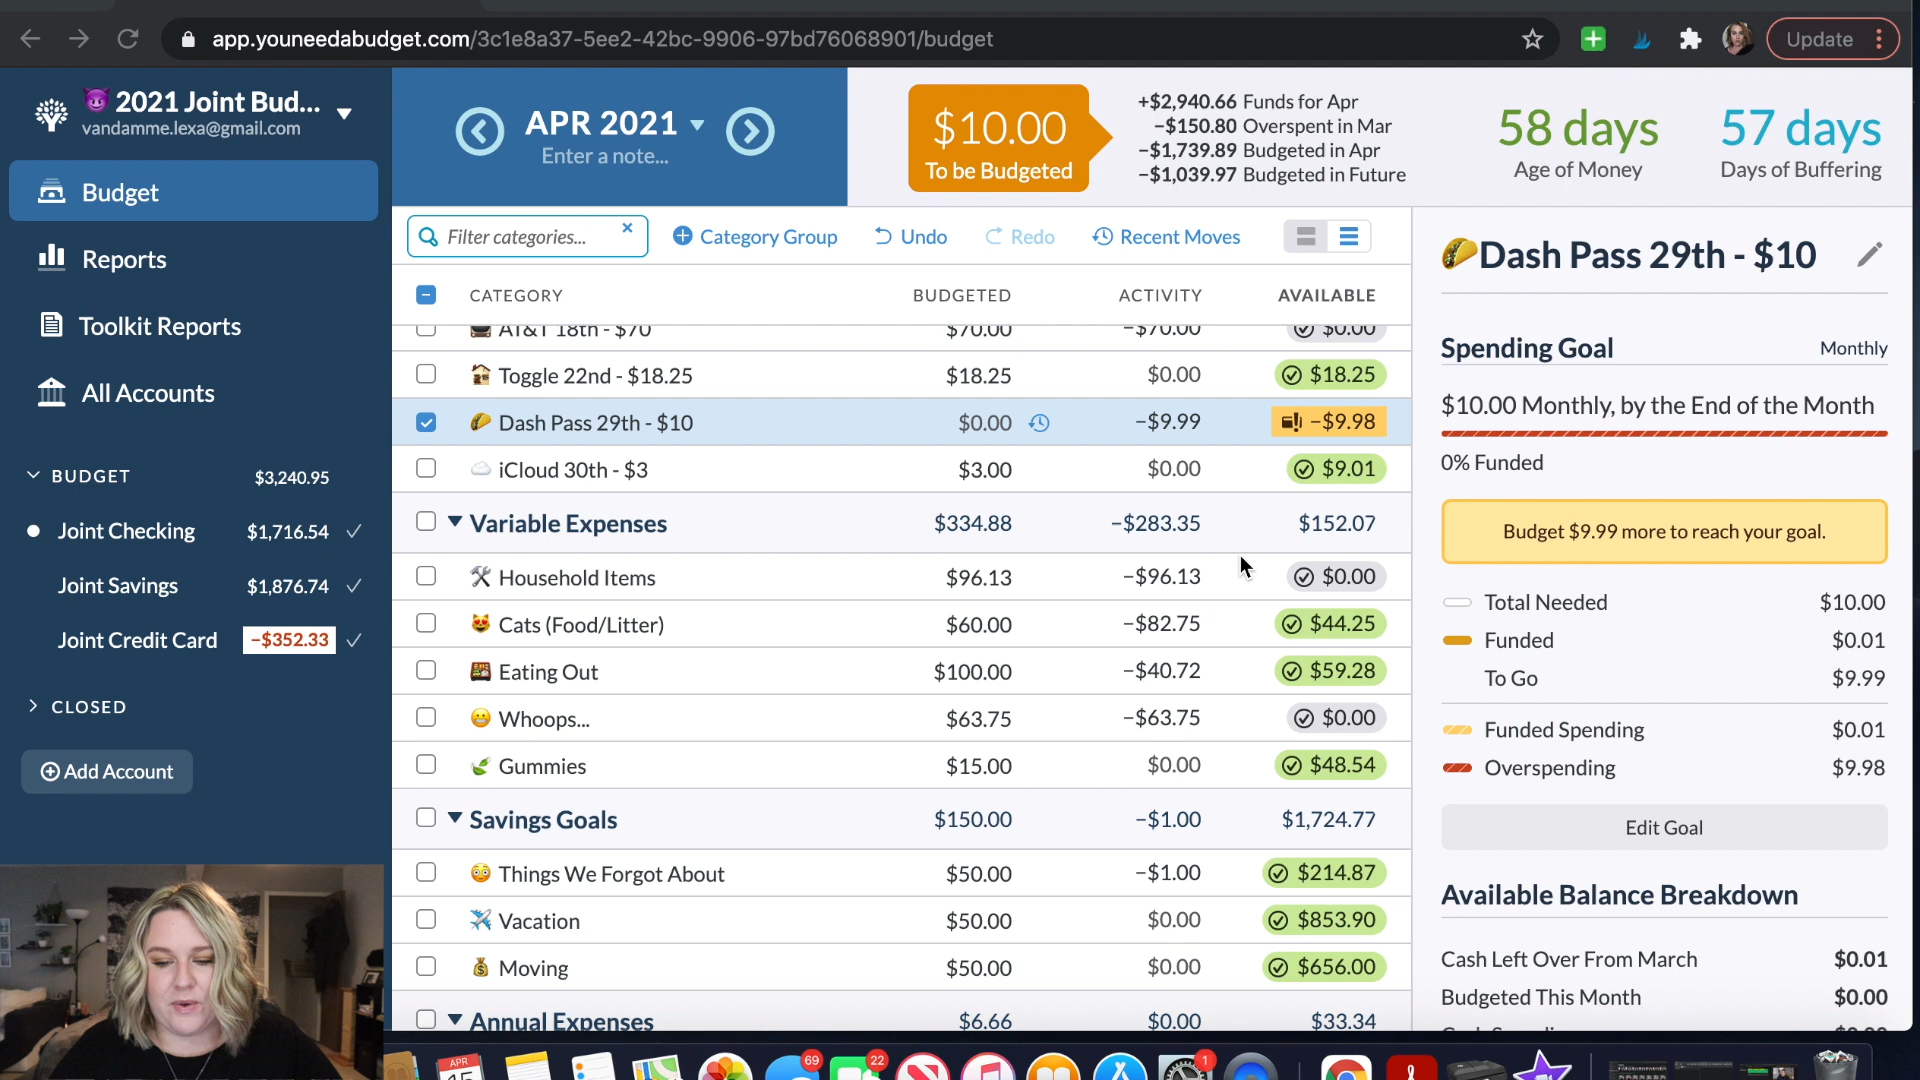 app.youneedabudget.com/3c1e8a37-5ee2-42bc-9906-97bd76068901/budget
Update
2021 Joint Bud...
vandamme.lexa@gmail.com
Budget
Reports
Toolkit Reports
All Accounts
BUDGET $3,240.95
Joint Checking $1,716.54
Joint Savings $1,876.74
Joint Credit Card -$352.33
CLOSED
Add Account
APR 2021
Enter a note...
$10.00
To be Budgeted
+$2,940.66 Funds for Apr
-$150.80 Overspent in Mar
-$1,739.89 Budgeted in Apr
-$1,039.97 Budgeted in Future
58 days
Age of Money
57 days
Days of Buffering
Filter categories...
Category Group
Undo
Redo
Recent Moves
CATEGORY BUDGETED ACTIVITY AVAILABLE
AT&T 18th - $70 $70.00 -$70.00 $0.00
Toggle 22nd - $18.25 $18.25 $0.00 $18.25
Dash Pass 29th - $10 $0.00 -$9.99 -$9.98
iCloud 30th - $3 $3.00 $0.00 $9.01
Variable Expenses $334.88 -$283.35 $152.07
Household Items $96.13 -$96.13 $0.00
Cats (Food/Litter) $60.00 -$82.75 $44.25
Eating Out $100.00 -$40.72 $59.28
Whoops... $63.75 -$63.75 $0.00
Gummies $15.00 $0.00 $48.54
Savings Goals $150.00 -$1.00 $1,724.77
Things We Forgot About $50.00 -$1.00 $214.87
Vacation $50.00 $0.00 $853.90
Moving $50.00 $0.00 $656.00
Annual Expenses $6.66 $0.00 $33.34
Dash Pass 29th - $10
Spending Goal Monthly
$10.00 Monthly, by the End of the Month
0% Funded
Budget $9.99 more to reach your goal.
Total Needed $10.00
Funded $0.01
To Go $9.99
Funded Spending $0.01
Overspending $9.98
Edit Goal
Available Balance Breakdown
Cash Left Over From March $0.01
Budgeted This Month $0.00
APR
69
22
1